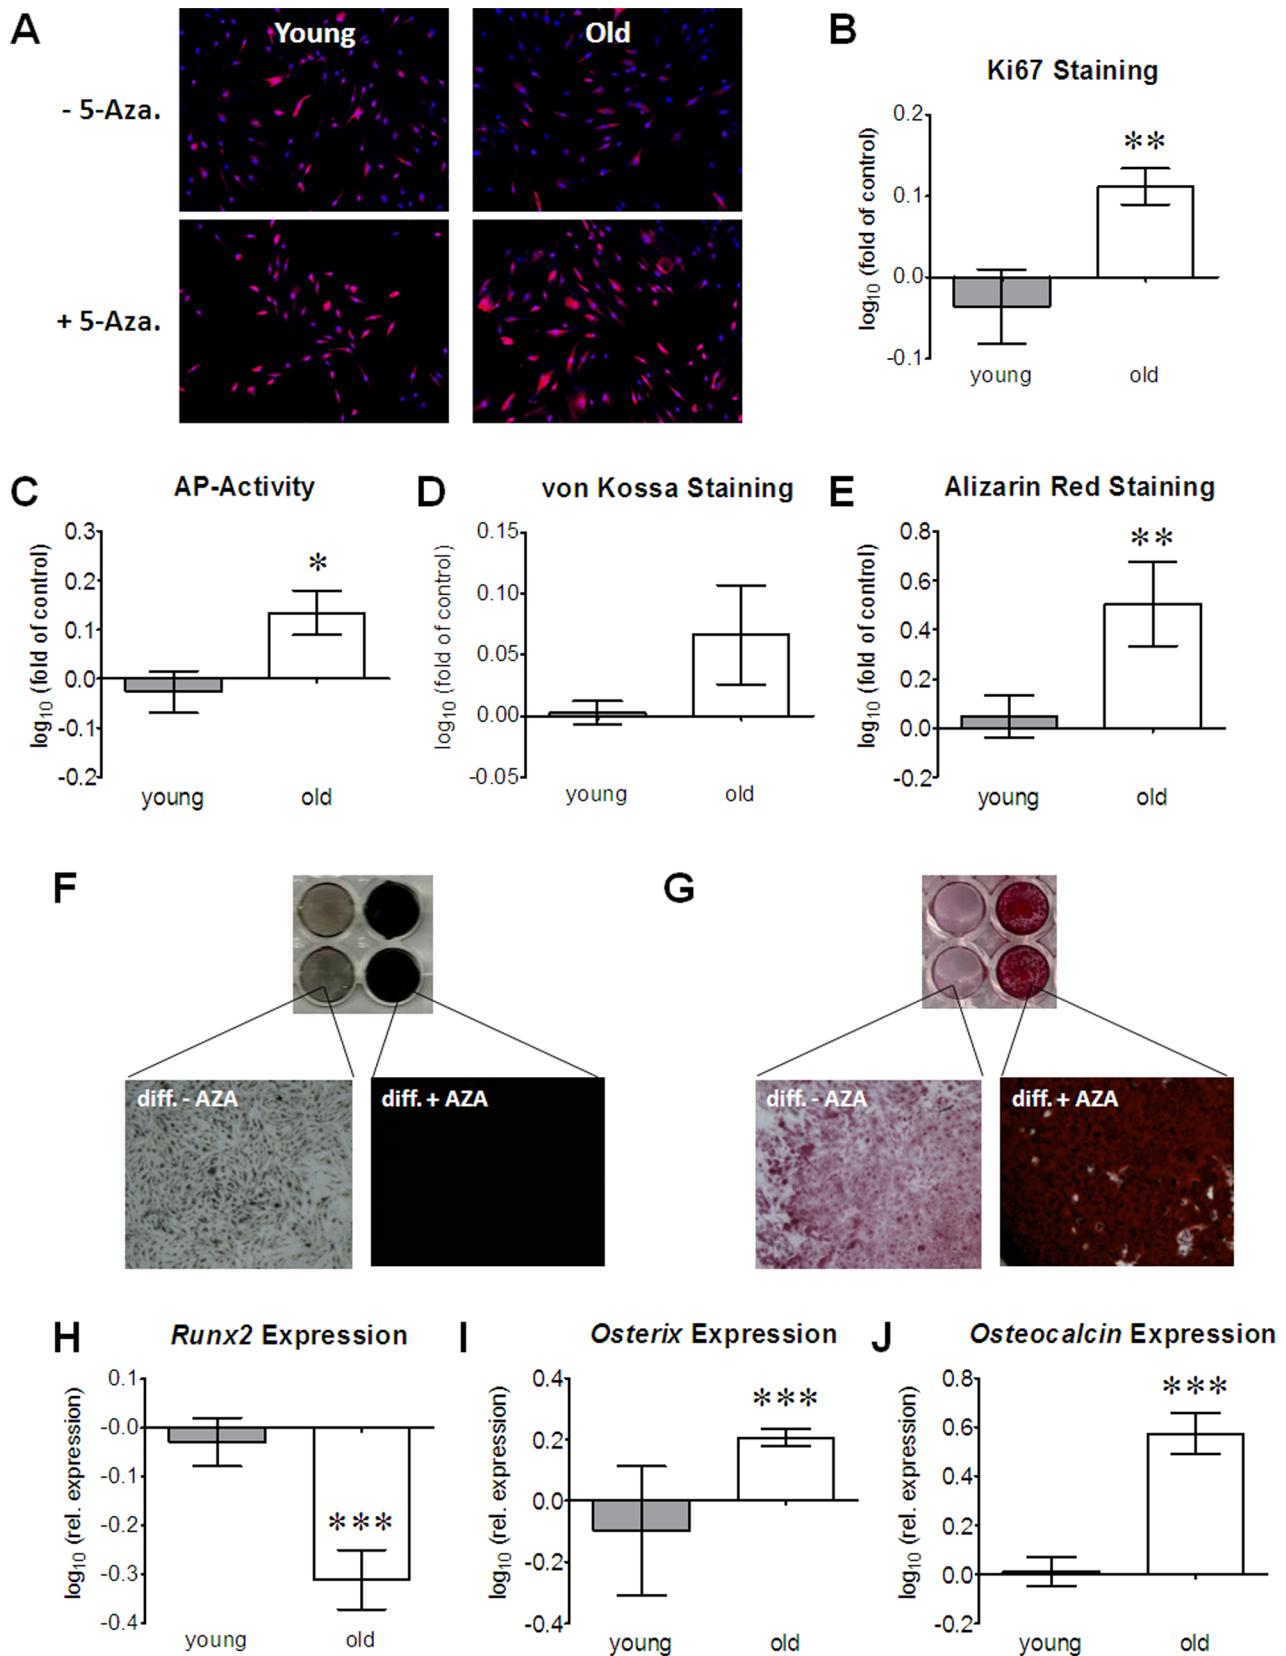 A
Young
Old
- 5-Aza.
+ 5-Aza.
B
Ki67 Staining
log10 (fold of control)
0.2
0.1
0.0
-0.1
**
young
old
C
AP-Activity
log10 (fold of control)
0.3
0.2
0.1
0.0
-0.1
-0.2
*
young
old
D
von Kossa Staining
log10 (fold of control)
0.15
0.10
0.05
0.00
-0.05
young
old
E
Alizarin Red Staining
log10 (fold of control)
0.8
0.6
0.4
0.2
0.0
-0.2
**
young
old
F
diff. - AZA
diff. + AZA
G
diff. - AZA
diff. + AZA
H
Runx2 Expression
log10 (rel. expression)
0.1
-0.0
-0.1
-0.2
-0.3
-0.4
***
young
old
I
Osterix Expression
log10 (rel. expression)
0.4
0.2
0.0
-0.2
-0.4
***
young
old
J
Osteocalcin Expression
log10 (rel. expression)
0.8
0.6
0.4
0.2
0.0
-0.2
***
young
old